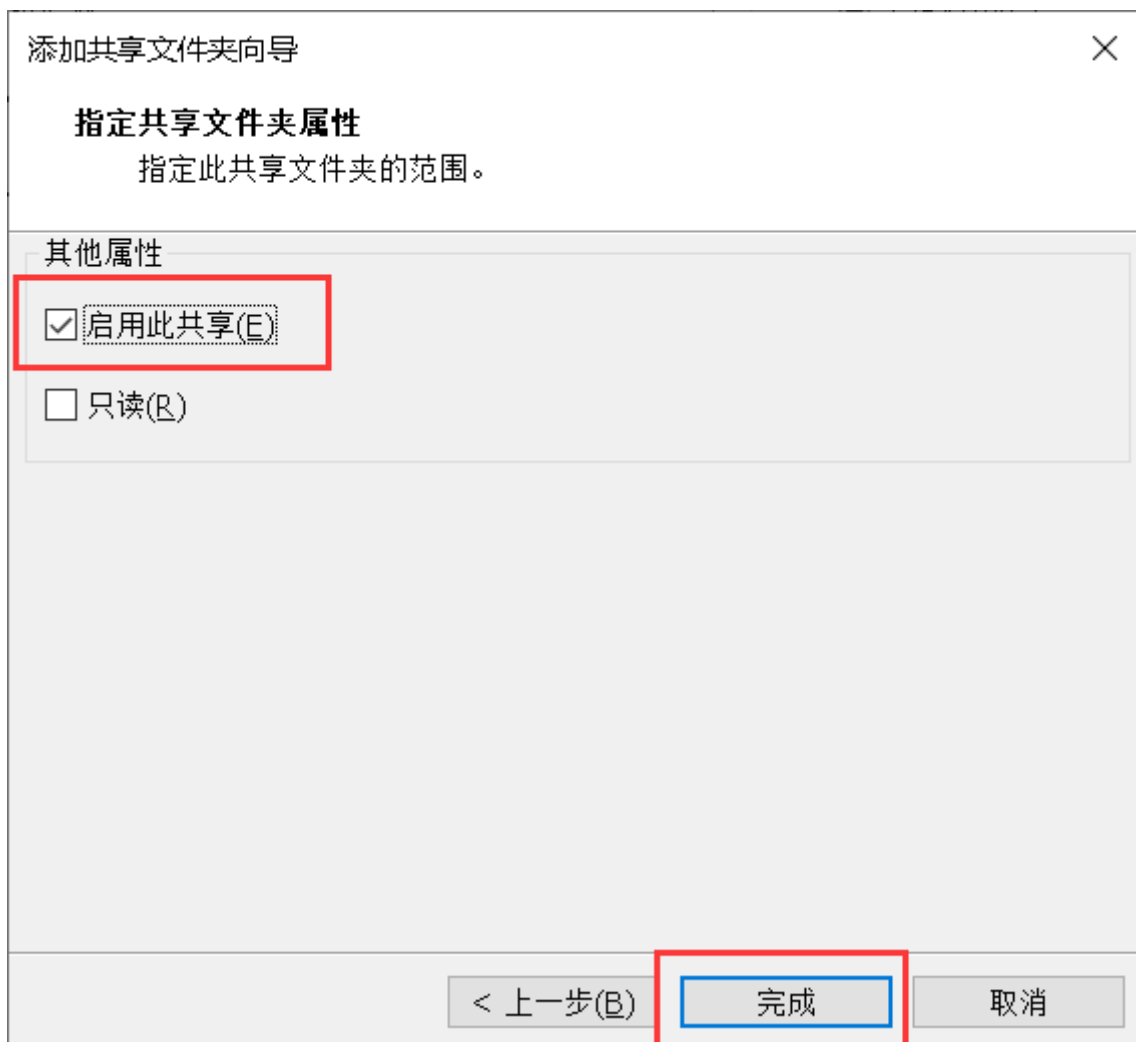 添加共享文件夹向导
指定共享文件夹属性
指定此共享文件夹的范围。
其他属性
启用此共享(E)
只读(R)
< 上一步(B)
完成
取消